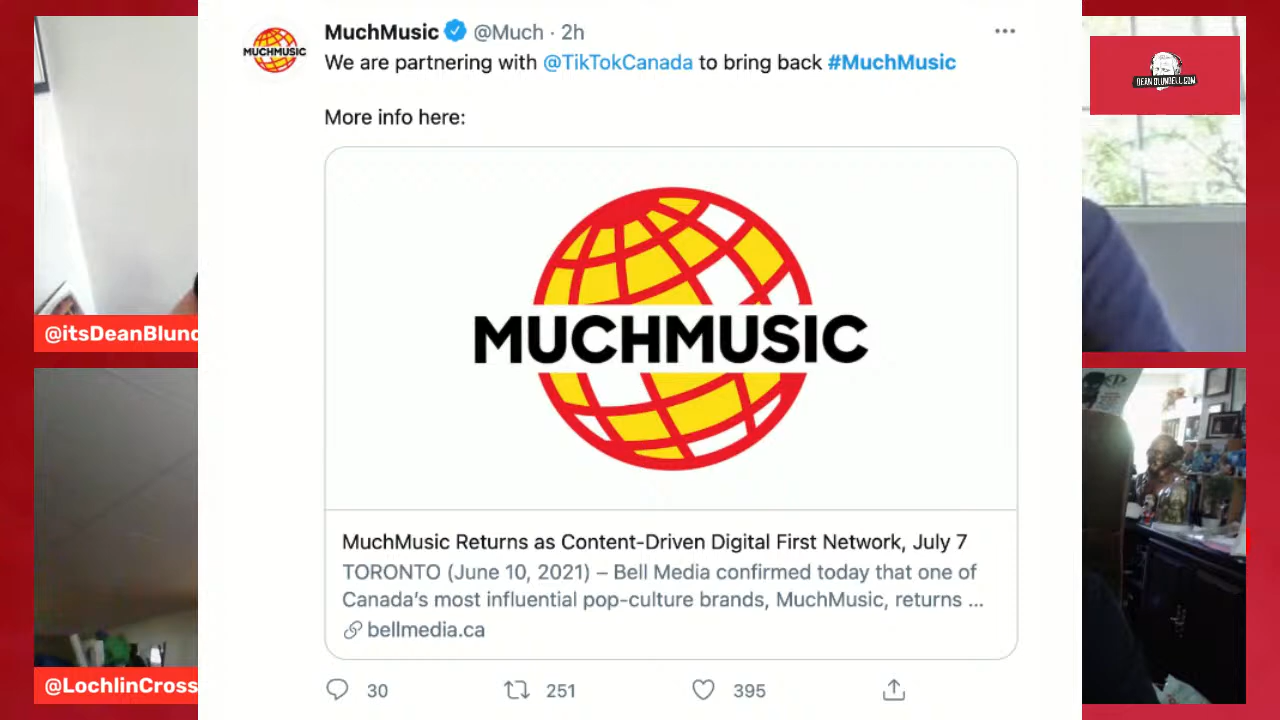 MuchMusic @Much · 2h
We are partnering with @TikTokCanada to bring back #MuchMusic
More info here:
MUCHMUSIC
MUCHMUSIC
MuchMusic Returns as Content-Driven Digital First Network, July 7
TORONTO (June 10, 2021) – Bell Media confirmed today that one of
Canada's most influential pop-culture brands, MuchMusic, returns ...
bellmedia.ca
30 251 395
DEANBLUNDELL.COM
@itsDeanBlund
@LochlinCross